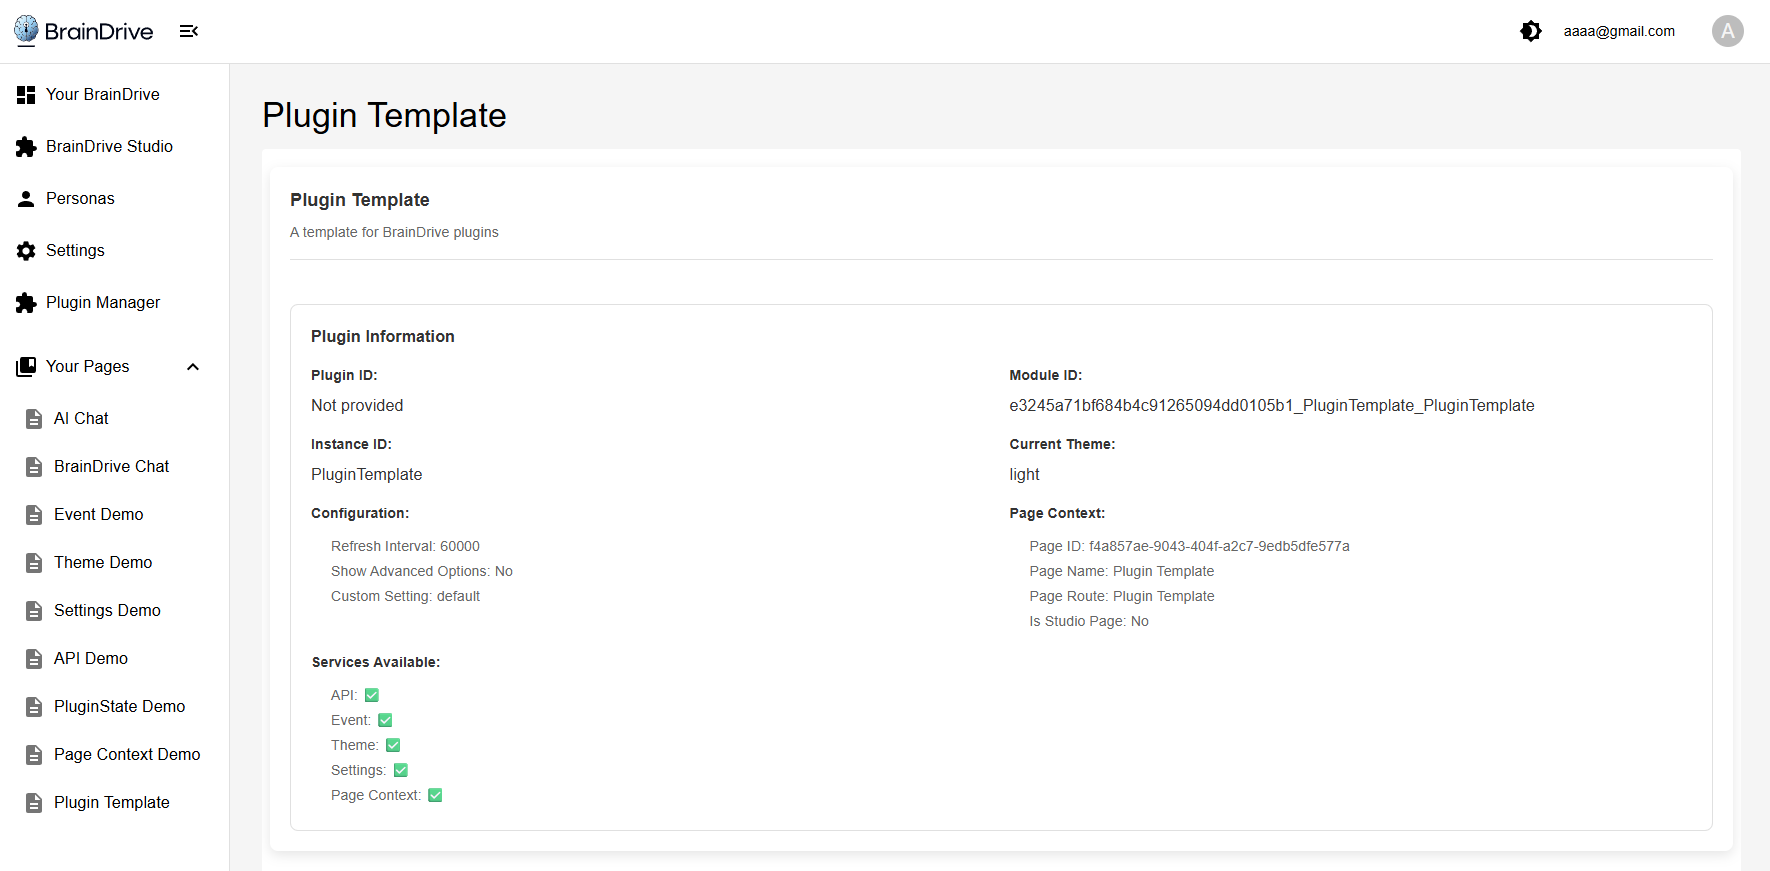 BrainDrive
aaaa@gmail.com
A
Your BrainDrive
BrainDrive Studio
Personas
Settings
Plugin Manager
Your Pages
AI Chat
BrainDrive Chat
Event Demo
Theme Demo
Settings Demo
API Demo
PluginState Demo
Page Context Demo
Plugin Template
Plugin Template
Plugin Template
A template for BrainDrive plugins
Plugin Information
Plugin ID:
Not provided
Module ID:
e3245a71bf684b4c91265094dd0105b1_PluginTemplate_PluginTemplate
Instance ID:
PluginTemplate
Current Theme:
light
Configuration:
Refresh Interval: 60000
Show Advanced Options: No
Custom Setting: default
Page Context:
Page ID: f4a857ae-9043-404f-a2c7-9edb5dfe577a
Page Name: Plugin Template
Page Route: Plugin Template
Is Studio Page: No
Services Available:
API: ✅
Event: ✅
Theme: ✅
Settings: ✅
Page Context: ✅